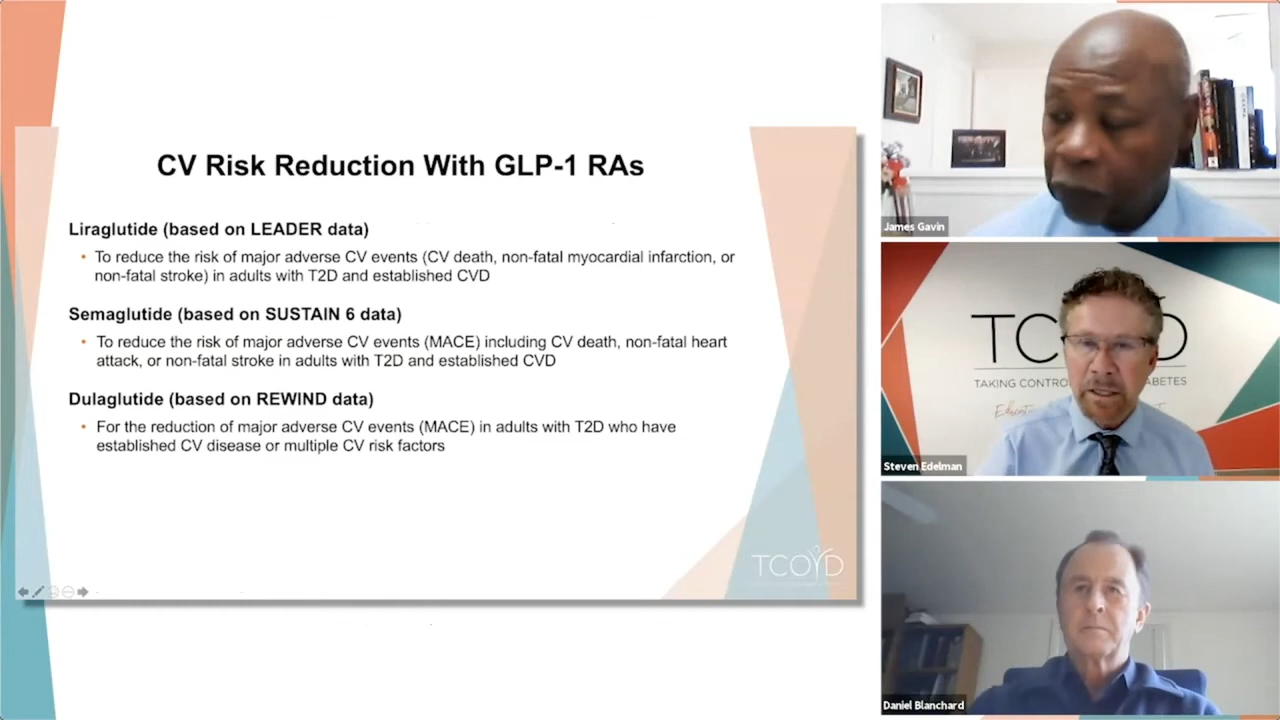 CV Risk Reduction With GLP-1 RAs
Liraglutide (based on LEADER data)
• To reduce the risk of major adverse CV events (CV death, non-fatal myocardial infarction, or
non-fatal stroke) in adults with T2D and established CVD
Semaglutide (based on SUSTAIN 6 data)
• To reduce the risk of major adverse CV events (MACE) including CV death, non-fatal heart
attack, or non-fatal stroke in adults with T2D and established CVD
Dulaglutide (based on REWIND data)
• For the reduction of major adverse CV events (MACE) in adults with T2D who have
established CV disease or multiple CV risk factors
TCOYD
James Gavin
TC D
TAKING CONTRO ABETES
Steven Edelman
Daniel Blanchard